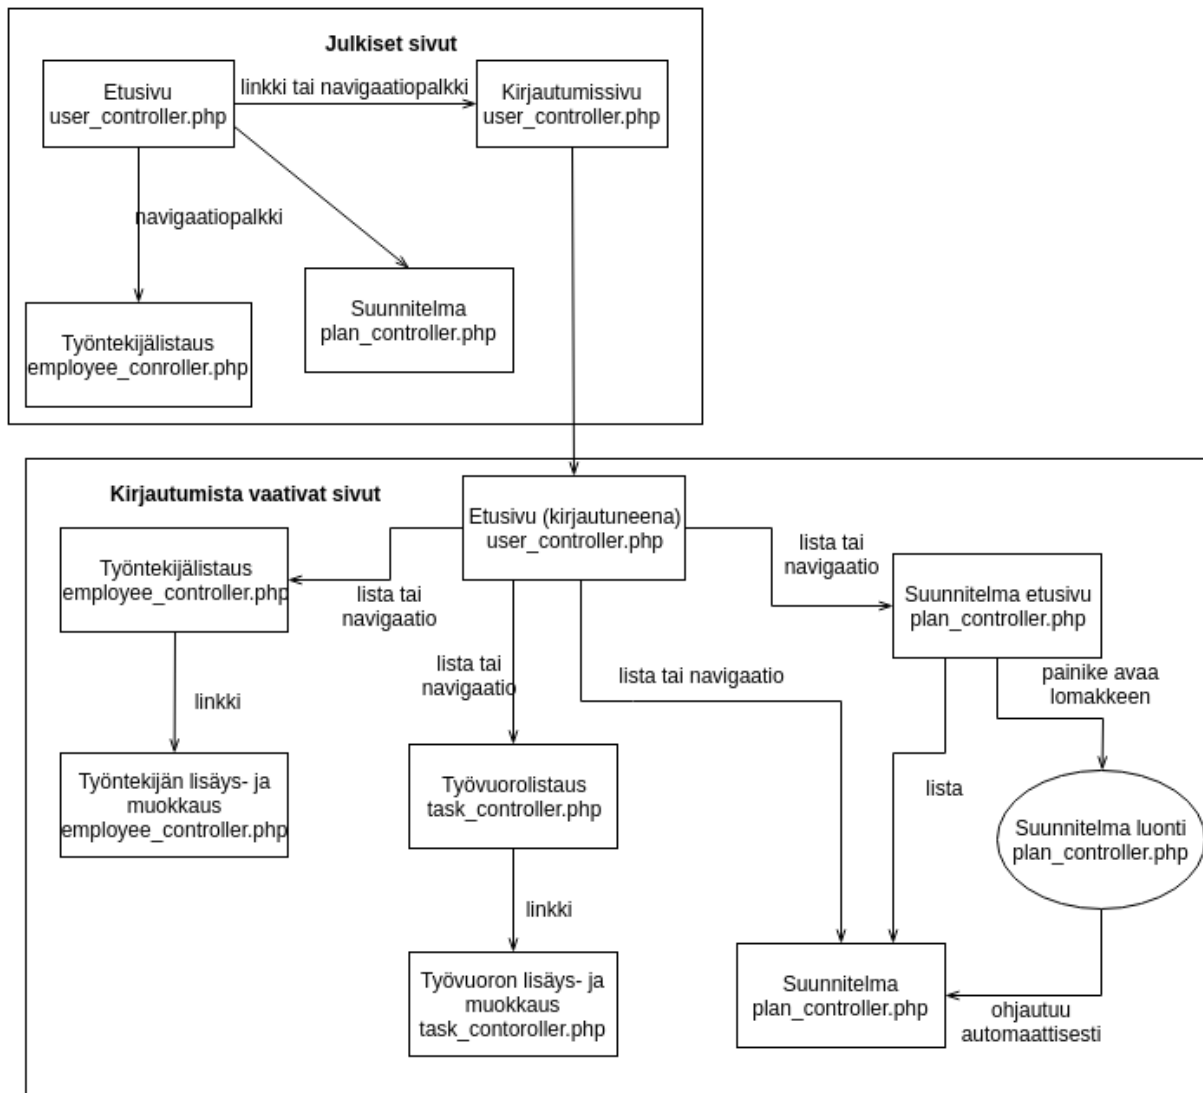 Julkiset sivut
Etusivu
user_controller.php
linkki tai navigaatiopalkki
Kirjautumissivu
user_controller.php
navigaatiopalkki
Suunnitelma
plan_controller.php
Työntekijälistaus
employee_conroller.php
Kirjautumista vaativat sivut
Etusivu (kirjautuneena)
user_controller.php
Työntekijälistaus
employee_controller.php
lista tai
navigaatio
lista tai
navigaatio
Suunnitelma etusivu
plan_controller.php
lista tai
navigaatio
lista tai navigaatio
painike avaa
lomakkeen
linkki
Työntekijän lisäys- ja
muokkaus
employee_controller.php
Työvuorolistaus
task_controller.php
lista
Suunnitelma luonti
plan_controller.php
linkki
Työvuoron lisäys- ja
muokkaus
task_contoroller.php
Suunnitelma
plan_controller.php
ohjautuu
automaattisesti